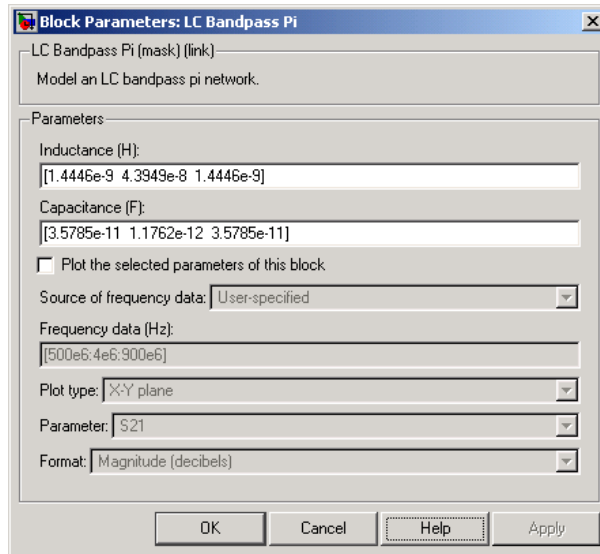 Block Parameters: LC Bandpass Pi
LC Bandpass Pi (mask) (link)
Model an LC bandpass pi network.
Parameters
Inductance (H):
[1.4446e-9  4.3949e-8  1.4446e-9]
Capacitance (F):
[3.5785e-11  1.1762e-12  3.5785e-11]
Plot the selected parameters of this block
Source of frequency data: User-specified
Frequency data (Hz):
[500e6:4e6:900e6]
Plot type: X-Y plane
Parameter: S21
Format: Magnitude (decibels)
OK Cancel Help Apply